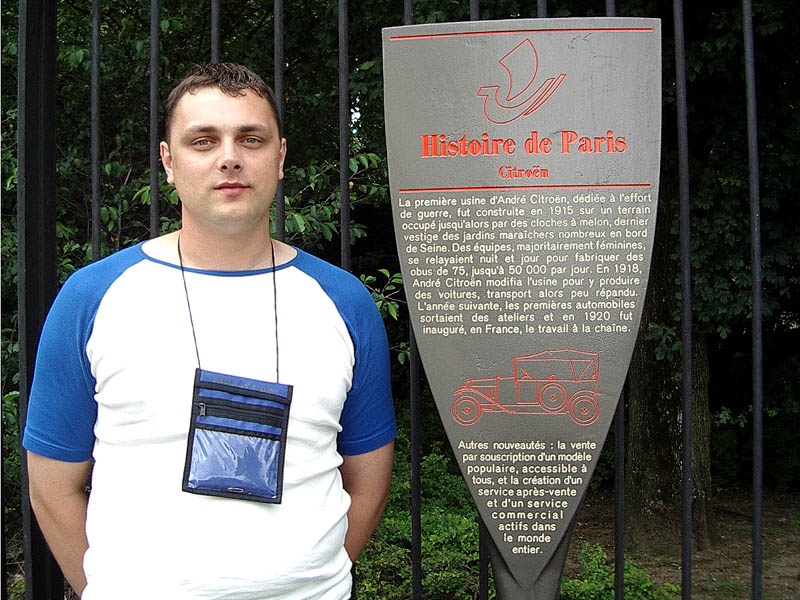 Histoire de Paris
Citroën
La première usine d'André Citroën, dédiée à l'effort
de guerre, fut construite en 1915 sur un terrain
occupé jusqu'alors par des cloches à melon, dernier
vestige des jardins maraîchers nombreux en bord
de Seine. Des équipes, majoritairement féminines,
se relayaient nuit et jour pour fabriquer des
obus de 75, jusqu'à 50 000 par jour. En 1918,
André Citroën modifia l'usine pour y produire
des voitures, transport alors peu répandu.
L'année suivante, les premières automobiles
sortaient des ateliers et en 1920 fut
inauguré, en France, le travail à la chaîne.
Autres nouveautés : la vente
par souscription d'un modèle
populaire, accessible à
tous, et la création d'un
service après-vente
et d'un service
commercial
actifs dans
le monde
entier.